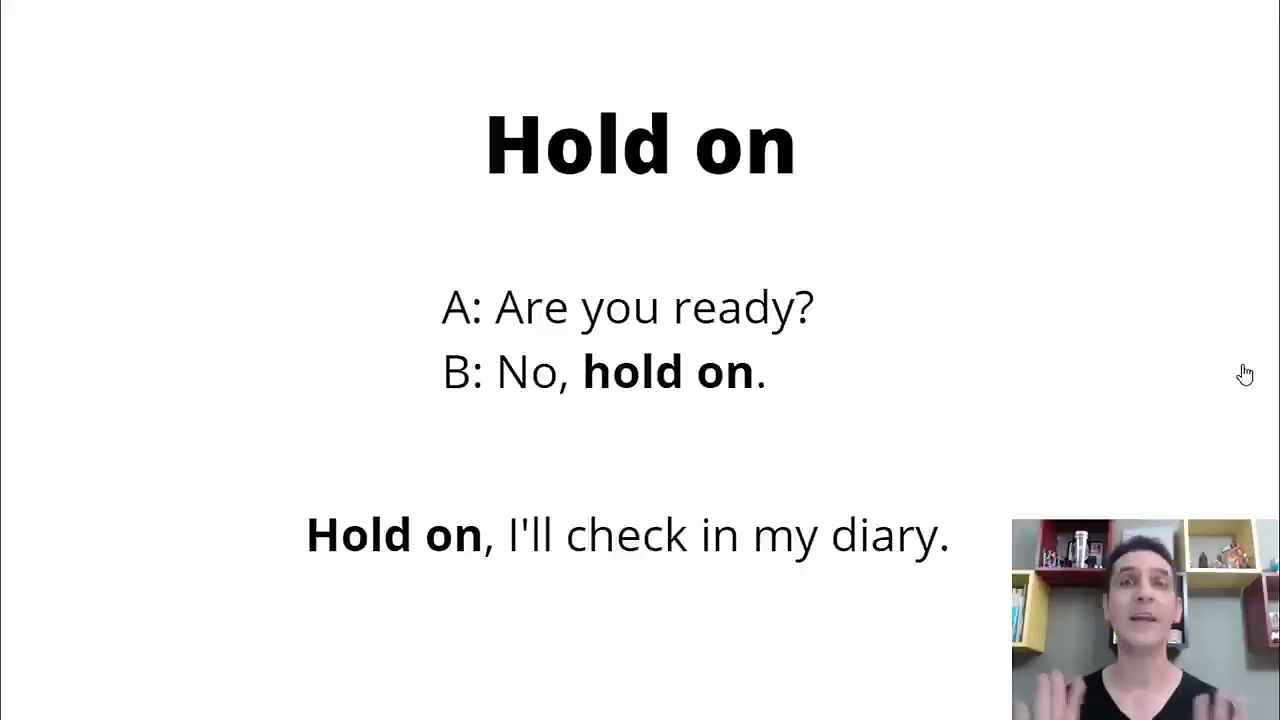 Hold on
A: Are you ready?
B: No, hold on.
Hold on, I'll check in my diary.